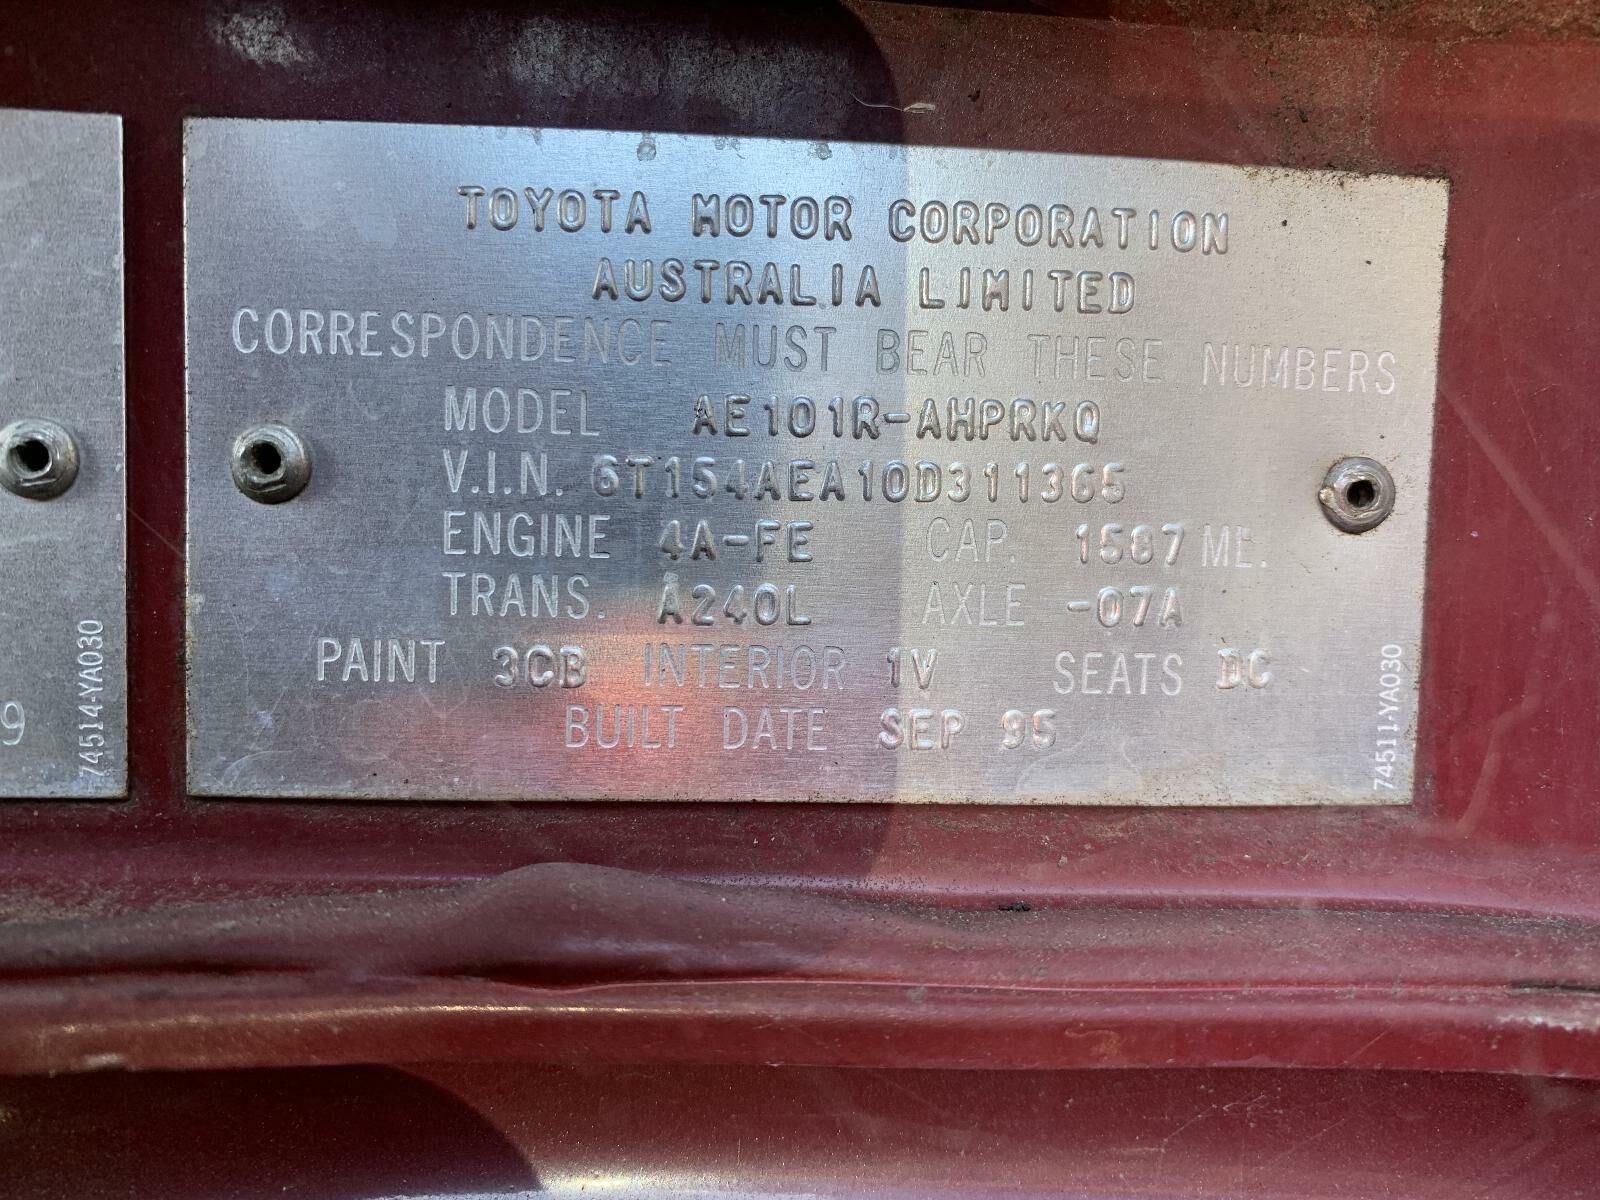 TOYOTA MOTOR CORPORATION
AUSTRALIA LIMITED
CORRESPONDENCE MUST BEAR THESE NUMBERS
MODEL AE101R-AHPRKQ
V.I.N. 6T154AEA10D311365
ENGINE 4A-FE CAP. 1587 ML.
TRANS. A240L AXLE -07A
PAINT 3CB INTERIOR 1V SEATS DC
BUILT DATE SEP 95
74511-YA030
9
74514-YA030